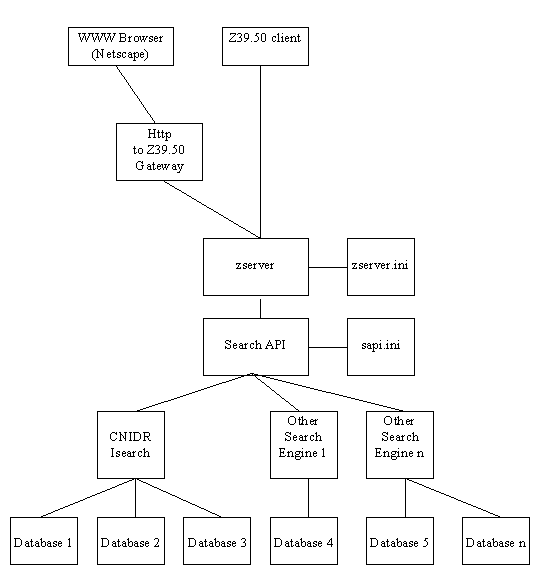 WWW Browser
(Netscape)
Z39.50 client
Http
to Z39.50
Gateway
zserver
zserver.ini
Search API
sapi.ini
CNIDR
Isearch
Other
Search
Engine 1
Other
Search
Engine n
Database 1
Database 2
Database 3
Database 4
Database 5
Database n